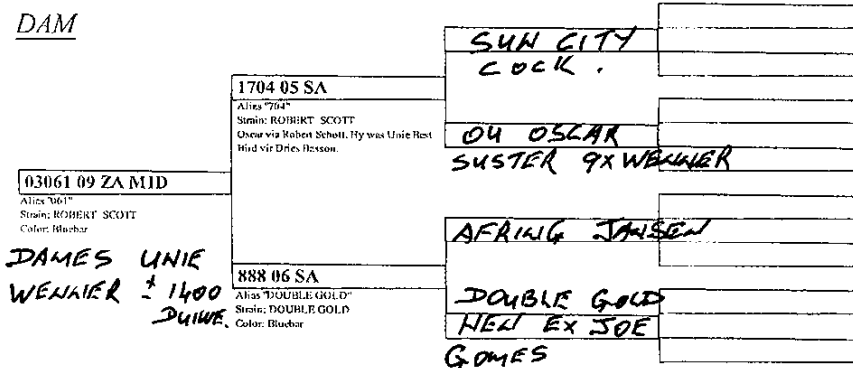 DAM
SUN CITY
COCK.
1704 05 SA
Alias "704"
Strain: ROBERT SCOTT
Oscar via Robert Schott. Hy was Unie Best
Bird vir Dries Basson.
OU OSCAR
SUSTER 9X WENNER
03061 09 ZA MID
Alias "061"
Strain: ROBERT SCOTT
Color: Bluebar
DAMES UNIE
WENNER ± 1400
DUIWE.
AFRING JANSEN
888 06 SA
Alias "DOUBLE GOLD"
Strain: DOUBLE GOLD
Color: Bluebar
DOUBLE GOLD
HEN EX JOE
GOMES